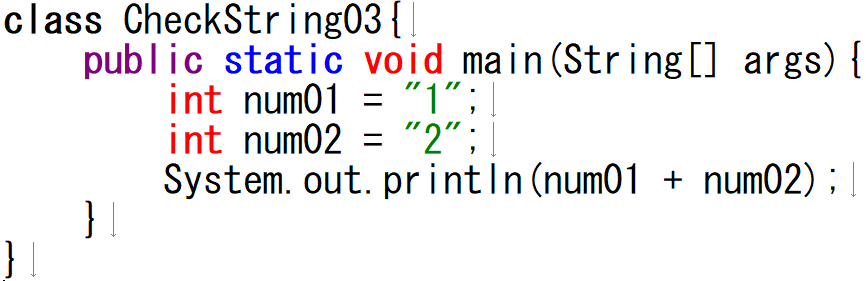 class CheckString03{
    public static void main(String[] args){
        int num01 = "1";
        int num02 = "2";
        System.out.println(num01 + num02);
    }
}